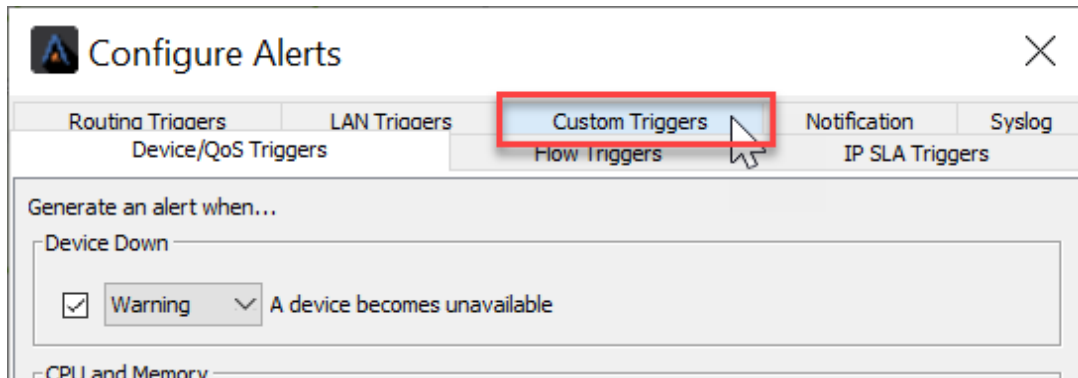 Configure Alerts
Routing Triggers LAN Triggers Custom Triggers Notification Syslog
Device/QoS Triggers Flow Triggers IP SLA Triggers
Generate an alert when...
Device Down
Warning A device becomes unavailable
CPU and Memory